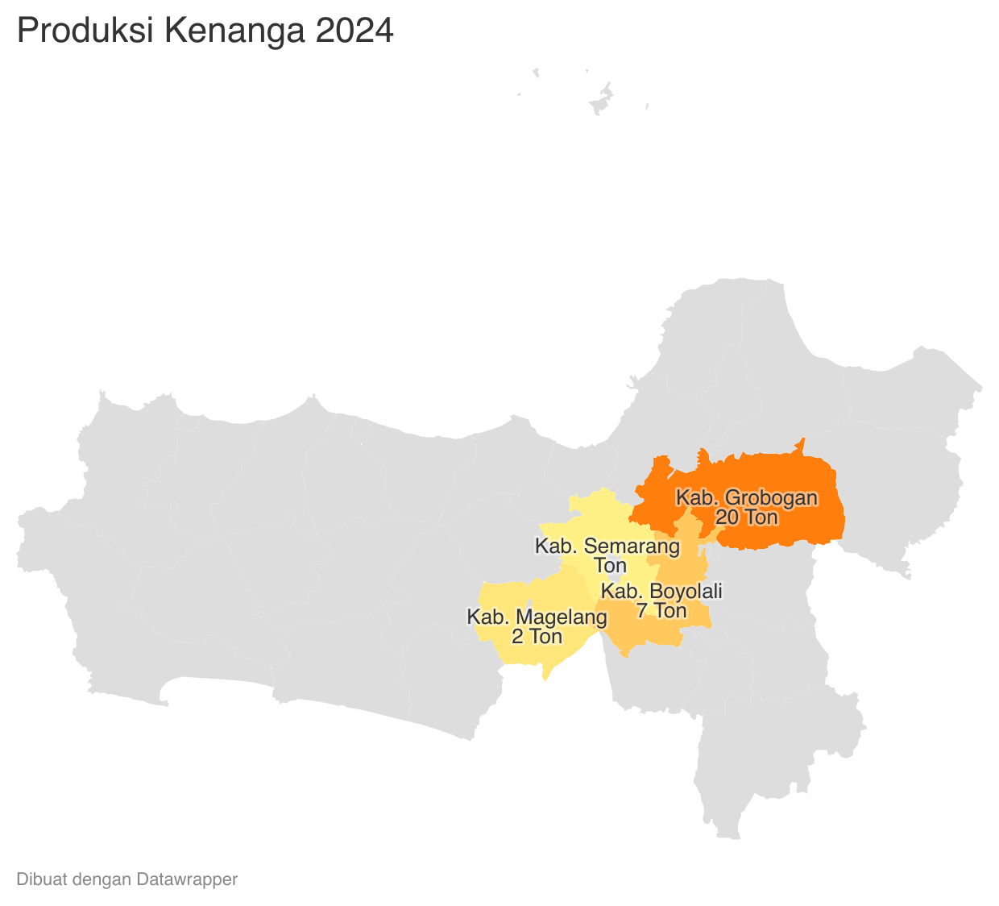 Produksi Kenanga 2024
Kab. Grobogan
20 Ton
Kab. Semarang
Ton
Kab. Boyolali
7 Ton
Kab. Magelang
2 Ton
Dibuat dengan Datawrapper